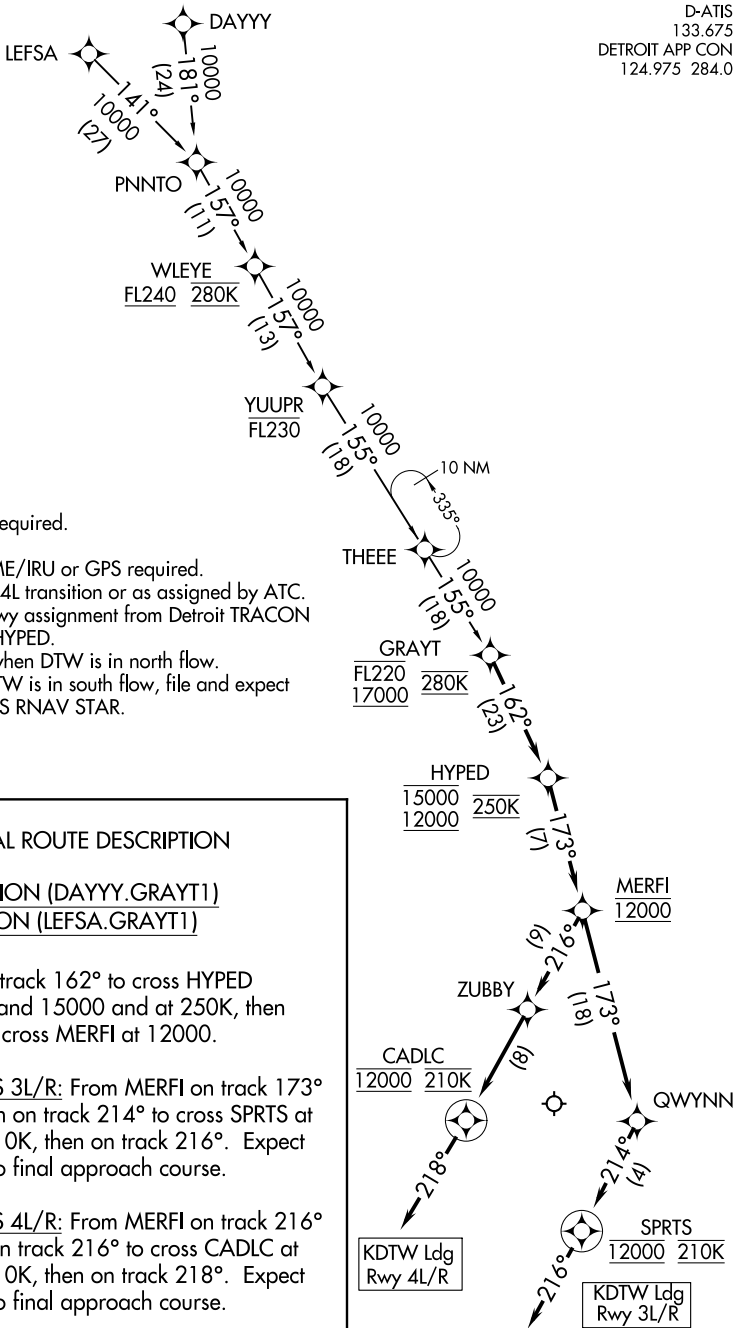 D-ATIS
133.675
DETROIT APP CON
124.975 284.0
DAYYY
LEFSA
10000
181°
(24)
141°
10000
(27)
PNNTO
10000
157°
(11)
WLEYE
FL240 280K
10000
157°
(13)
YUUPR
FL230
10000
155°
(18)
10 NM
335°
THEEE
10000
155°
(18)
GRAYT
FL220 280K
17000
162°
(23)
HYPED
15000 250K
12000
173°
(7)
MERFI
12000
(9)
216°
173°
(18)
ZUBBY
(8)
CADLC
12000 210K
QWYNN
218°
214°
(4)
SPRTS
12000 210K
216°
KDTW Ldg
Rwy 4L/R
KDTW Ldg
Rwy 3L/R
equired.
ME/IRU or GPS required.
4L transition or as assigned by ATC.
wy assignment from Detroit TRACON
HYPED.
when DTW is in north flow.
TW is in south flow, file and expect
S RNAV STAR.
AL ROUTE DESCRIPTION
ION (DAYYY.GRAYT1)
ON (LEFSA.GRAYT1)
track 162° to cross HYPED
and 15000 and at 250K, then
cross MERFI at 12000.
S 3L/R: From MERFI on track 173°
n on track 214° to cross SPRTS at
10K, then on track 216°. Expect
o final approach course.
S 4L/R: From MERFI on track 216°
n track 216° to cross CADLC at
10K, then on track 218°. Expect
o final approach course.